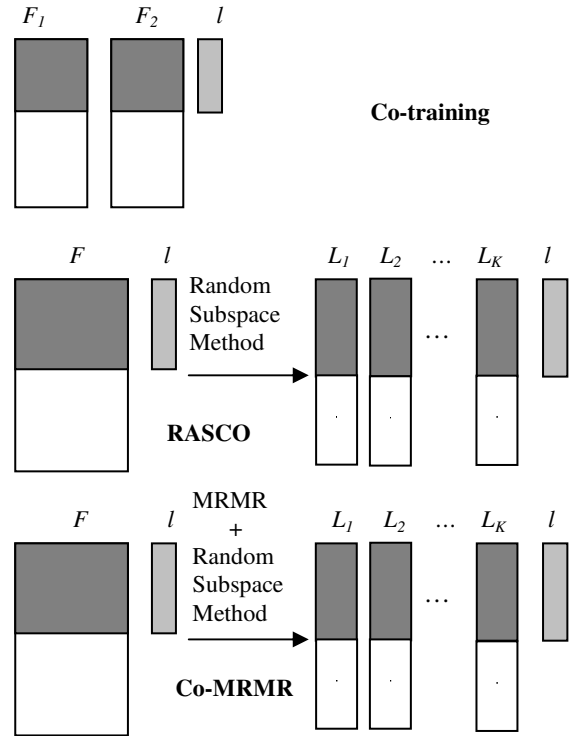 F1 F2 l
Co-training
F l L1 L2 ... LK l
Random
Subspace
Method
...
RASCO
F l MRMR L1 L2 ... LK l
+
Random
Subspace
Method
...
Co-MRMR